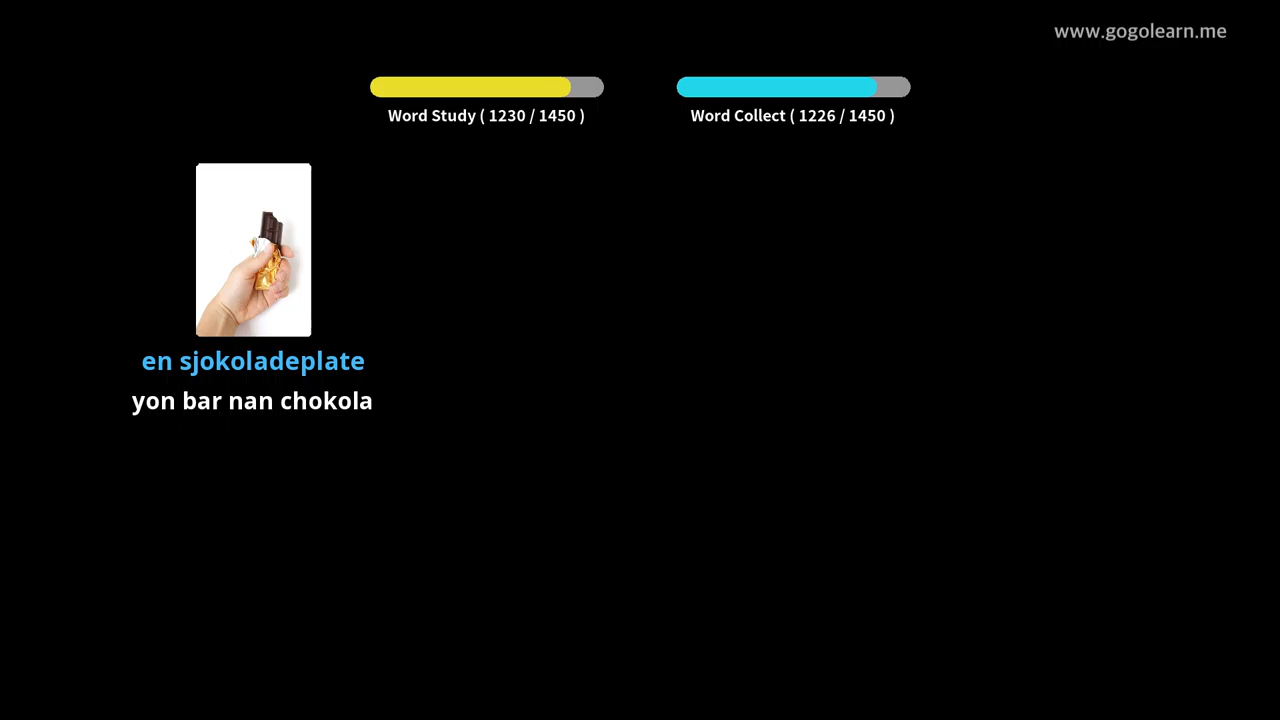 www.gogolearn.me
Word Study ( 1230 / 1450 )
Word Collect ( 1226 / 1450 )
en sjokoladeplate
yon bar nan chokola